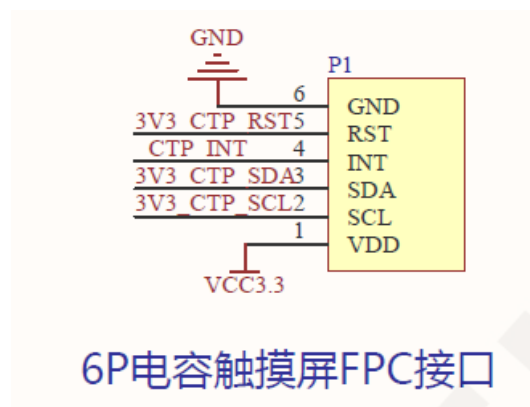 GND
P1
6 GND
3V3_CTP_RST5 RST
CTP_INT 4 INT
3V3_CTP_SDA3 SDA
3V3_CTP_SCL2 SCL
1 VDD
VCC3.3
6P电容触摸屏FPC接口